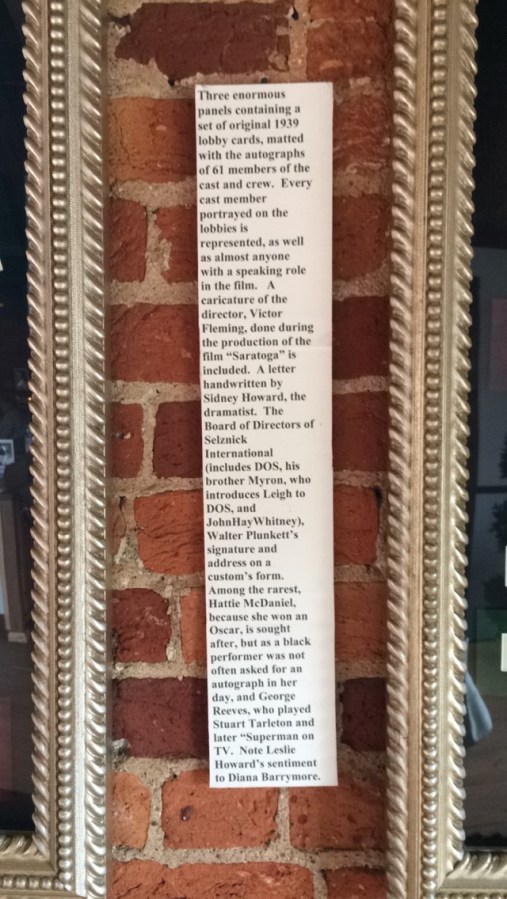 Three enormous
panels containing a
set of original 1939
lobby cards, matted
with the autographs
of 61 members of the
cast and crew. Every
cast member
portrayed on the
lobbies is
represented, as well
as almost anyone
with a speaking role
in the film. A
caricature of the
director, Victor
Fleming, done during
the production of the
film “Saratoga” is
included. A letter
handwritten by
Sidney Howard, the
dramatist. The
Board of Directors of
Selznick
International
(includes DOS, his
brother Myron, who
introduces Leigh to
DOS, and
JohnHayWhitney),
Walter Plunkett’s
signature and
address on a
custom’s form.
Among the rarest,
Hattie McDaniel,
because she won an
Oscar, is sought
after, but as a black
performer was not
often asked for an
autograph in her
day, and George
Reeves, who played
Stuart Tarleton and
later “Superman on
TV. Note Leslie
Howard’s sentiment
to Diana Barrymore.